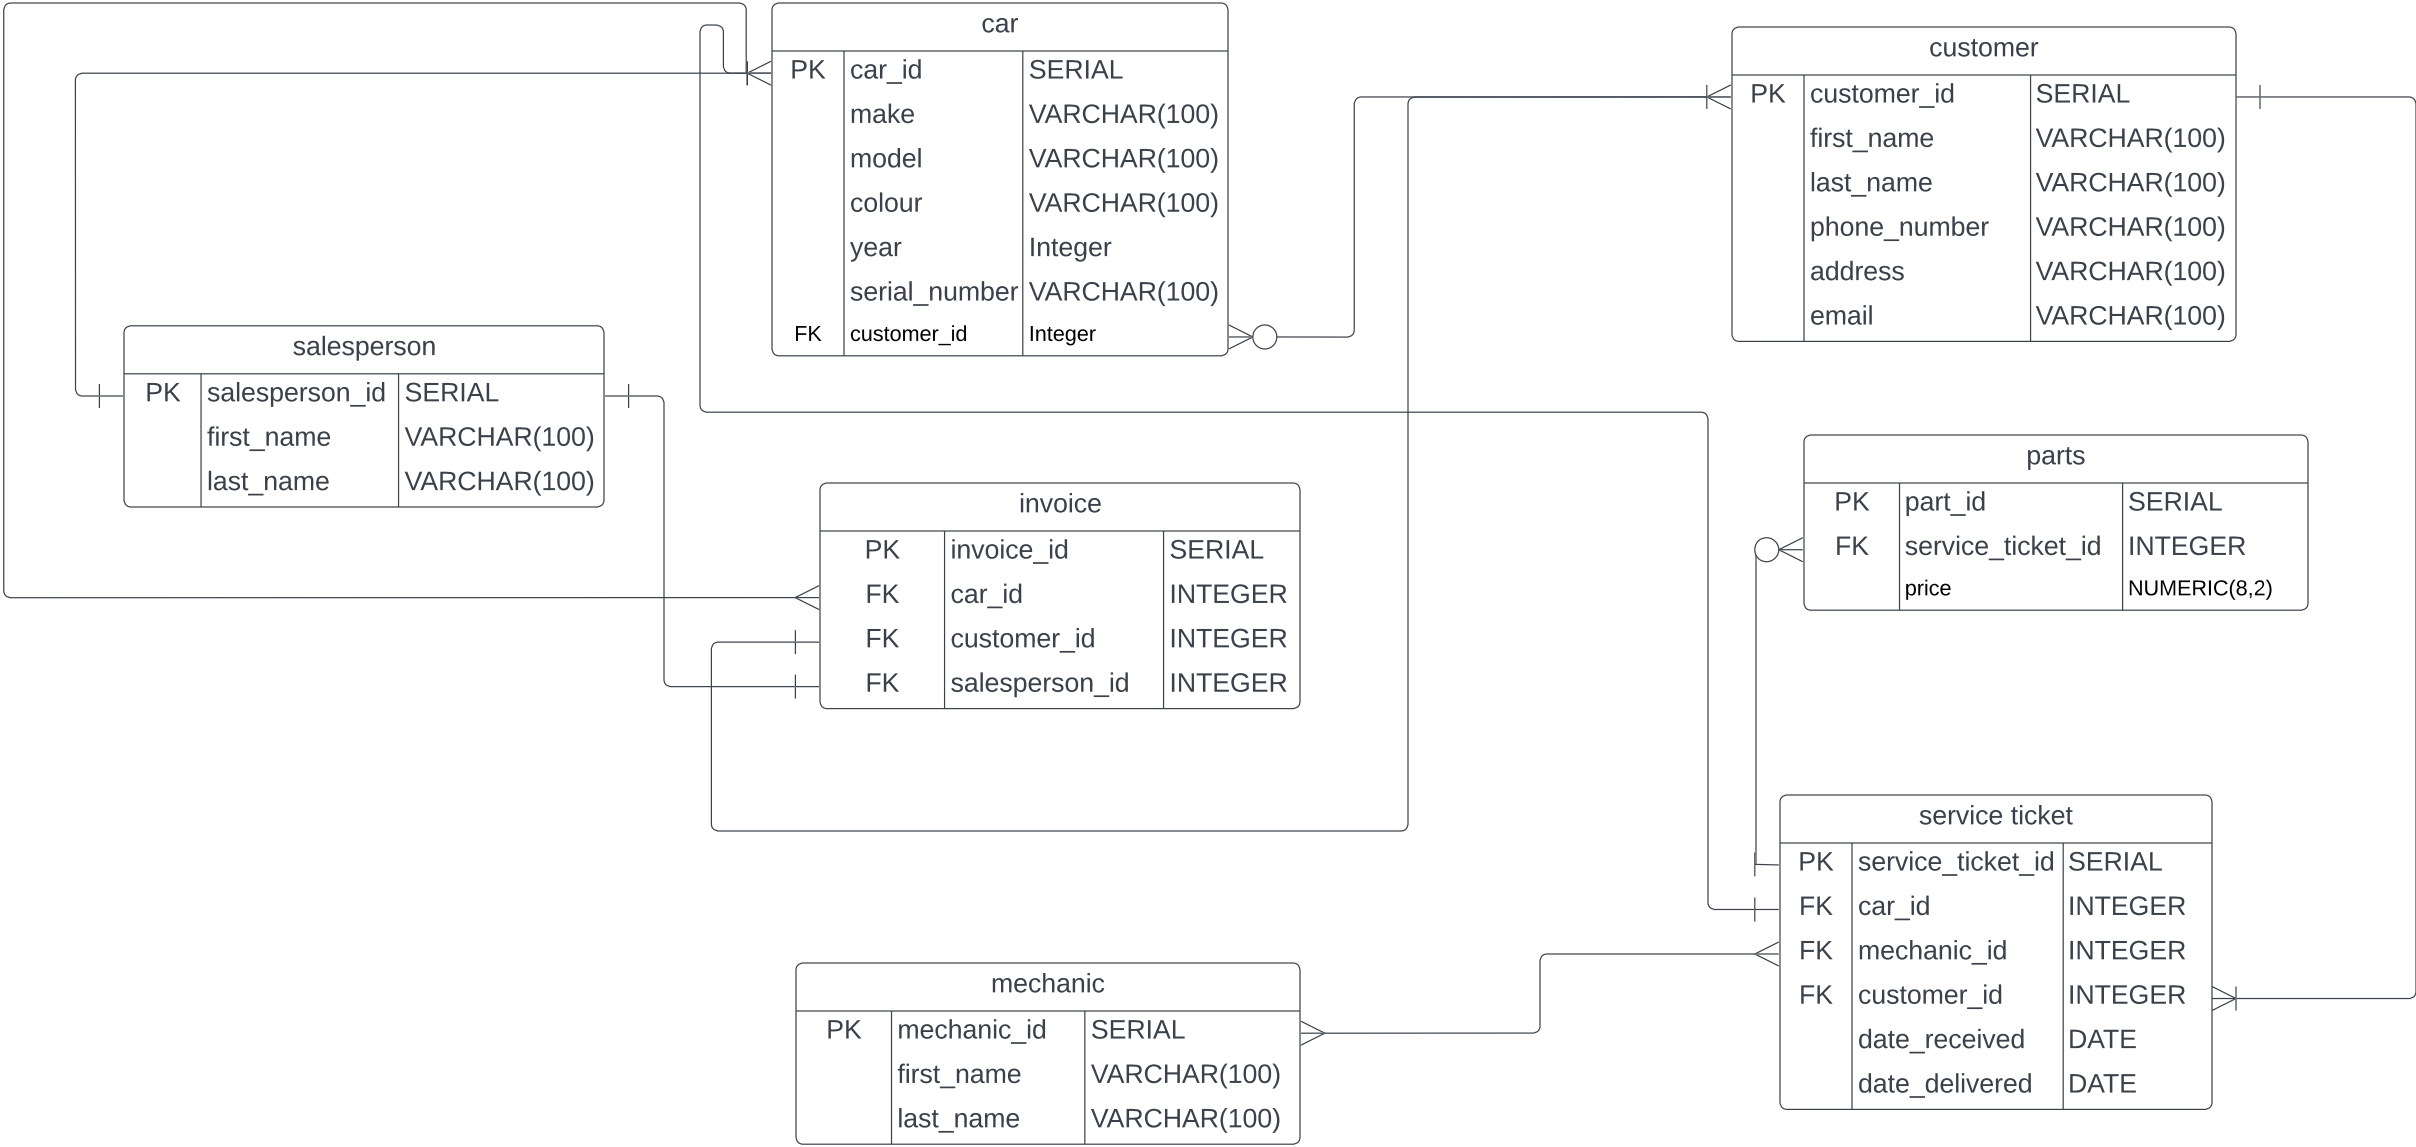 car
PK car_id SERIAL
make VARCHAR(100)
model VARCHAR(100)
colour VARCHAR(100)
year Integer
serial_number VARCHAR(100)
FK customer_id Integer
customer
PK customer_id SERIAL
first_name VARCHAR(100)
last_name VARCHAR(100)
phone_number VARCHAR(100)
address VARCHAR(100)
email VARCHAR(100)
salesperson
PK salesperson_id SERIAL
first_name VARCHAR(100)
last_name VARCHAR(100)
invoice
PK invoice_id SERIAL
FK car_id INTEGER
FK customer_id INTEGER
FK salesperson_id INTEGER
parts
PK part_id SERIAL
FK service_ticket_id INTEGER
price NUMERIC(8,2)
service ticket
PK service_ticket_id SERIAL
FK car_id INTEGER
FK mechanic_id INTEGER
FK customer_id INTEGER
date_received DATE
date_delivered DATE
mechanic
PK mechanic_id SERIAL
first_name VARCHAR(100)
last_name VARCHAR(100)